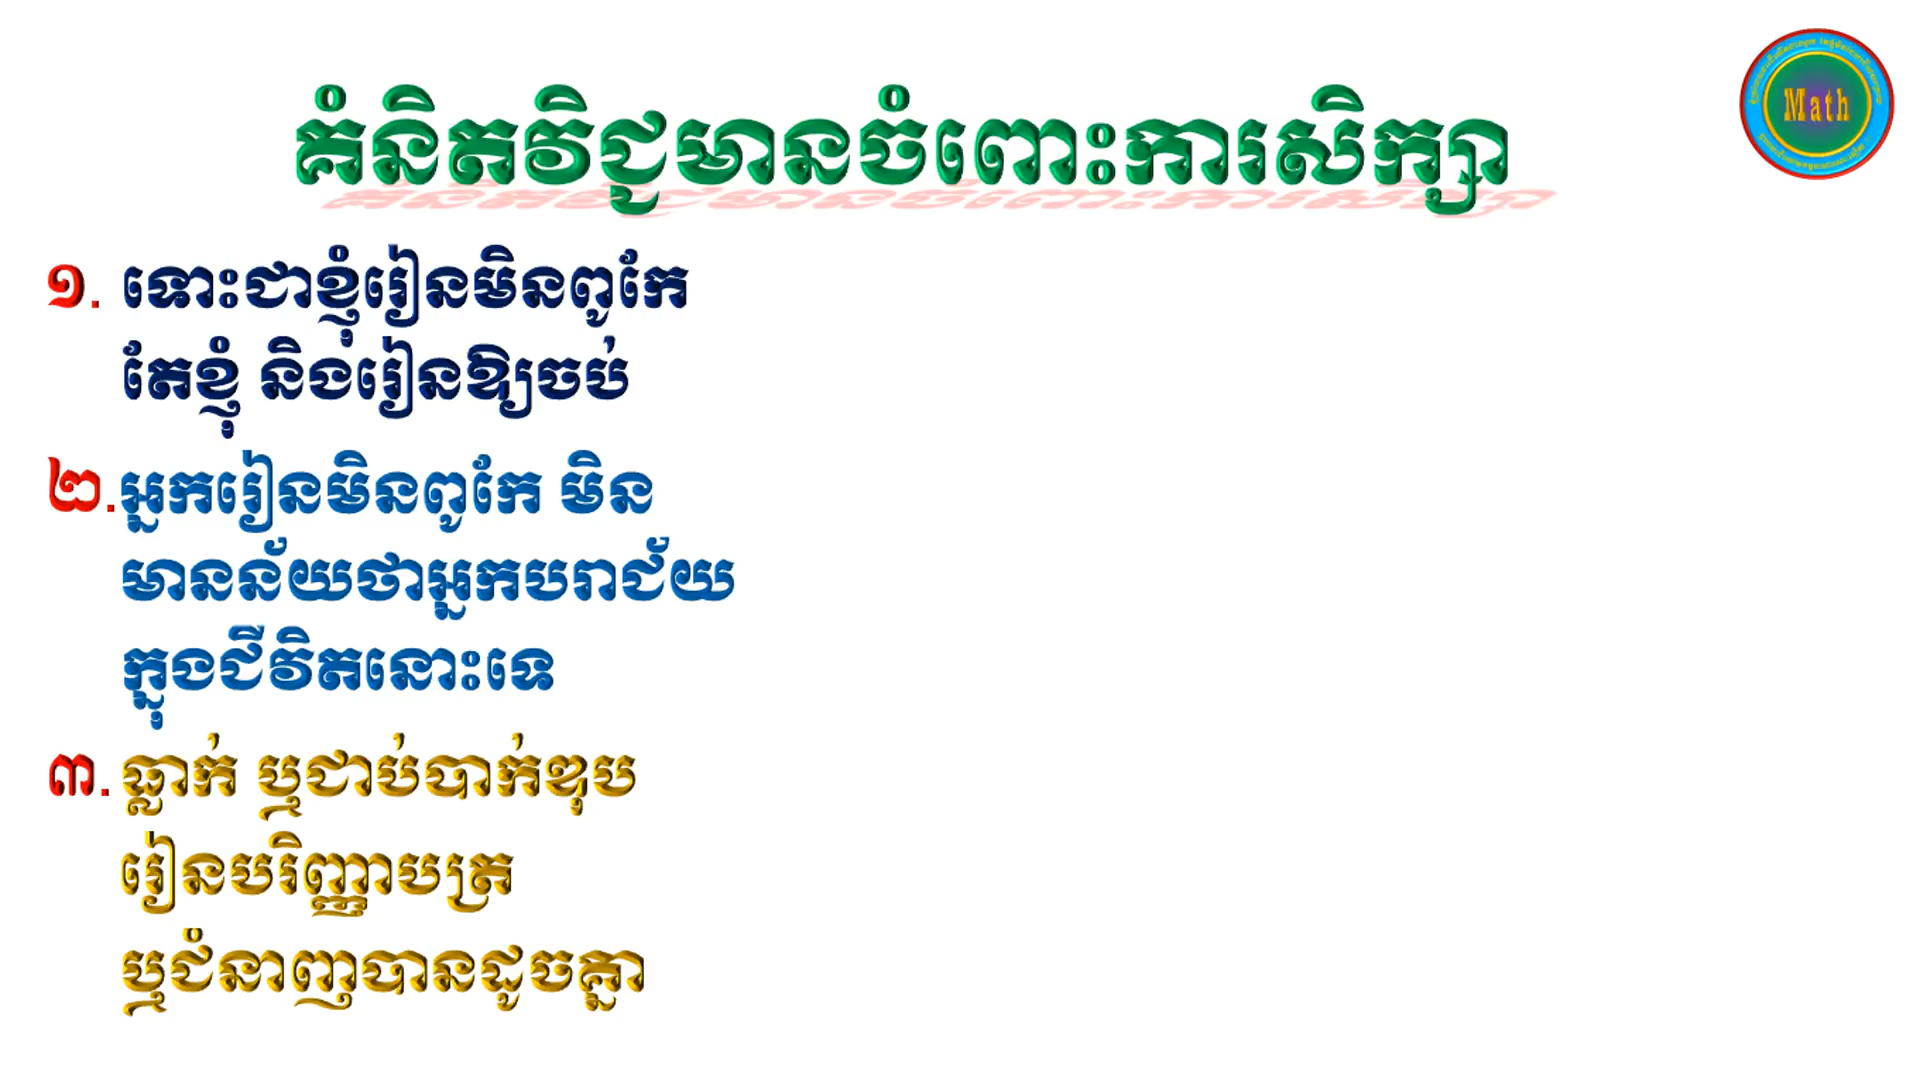 គំនិតវិជ្ជមានចំពោះការសិក្សា
Math
១. ទោះជាខ្ញុំរៀនមិនពូកែ
តែខ្ញុំ និងរៀនឱ្យចប់
២.អ្នករៀនមិនពូកែ មិន
មានន័យថាអ្នកបរាជ័យ
ក្នុងជីវិតនោះទេ
៣. ធ្លាក់ ឬជាប់បាក់ឌុប
រៀនបរិញ្ញាបត្រ
ឬជំនាញបានដូចគ្នា